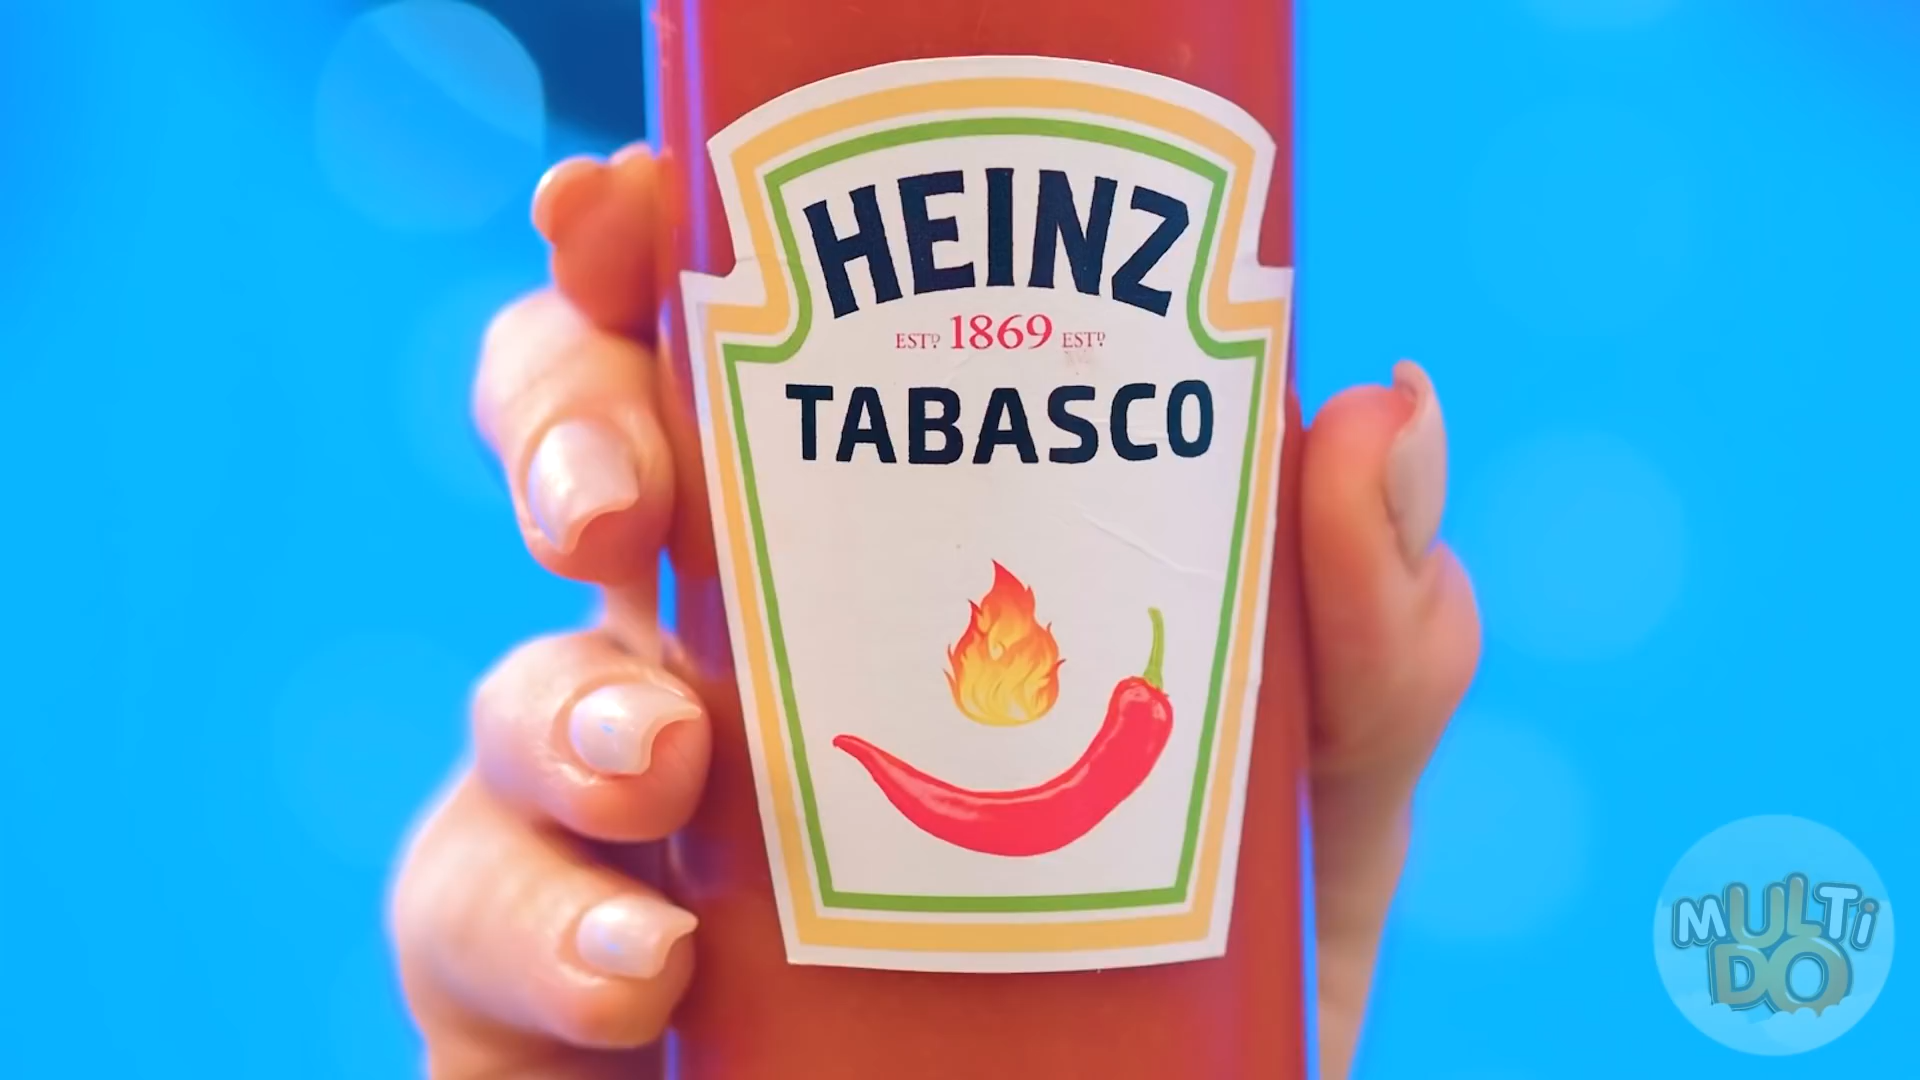 HEINZ
ESTD 1869 ESTD
TABASCO
MULTi
DO